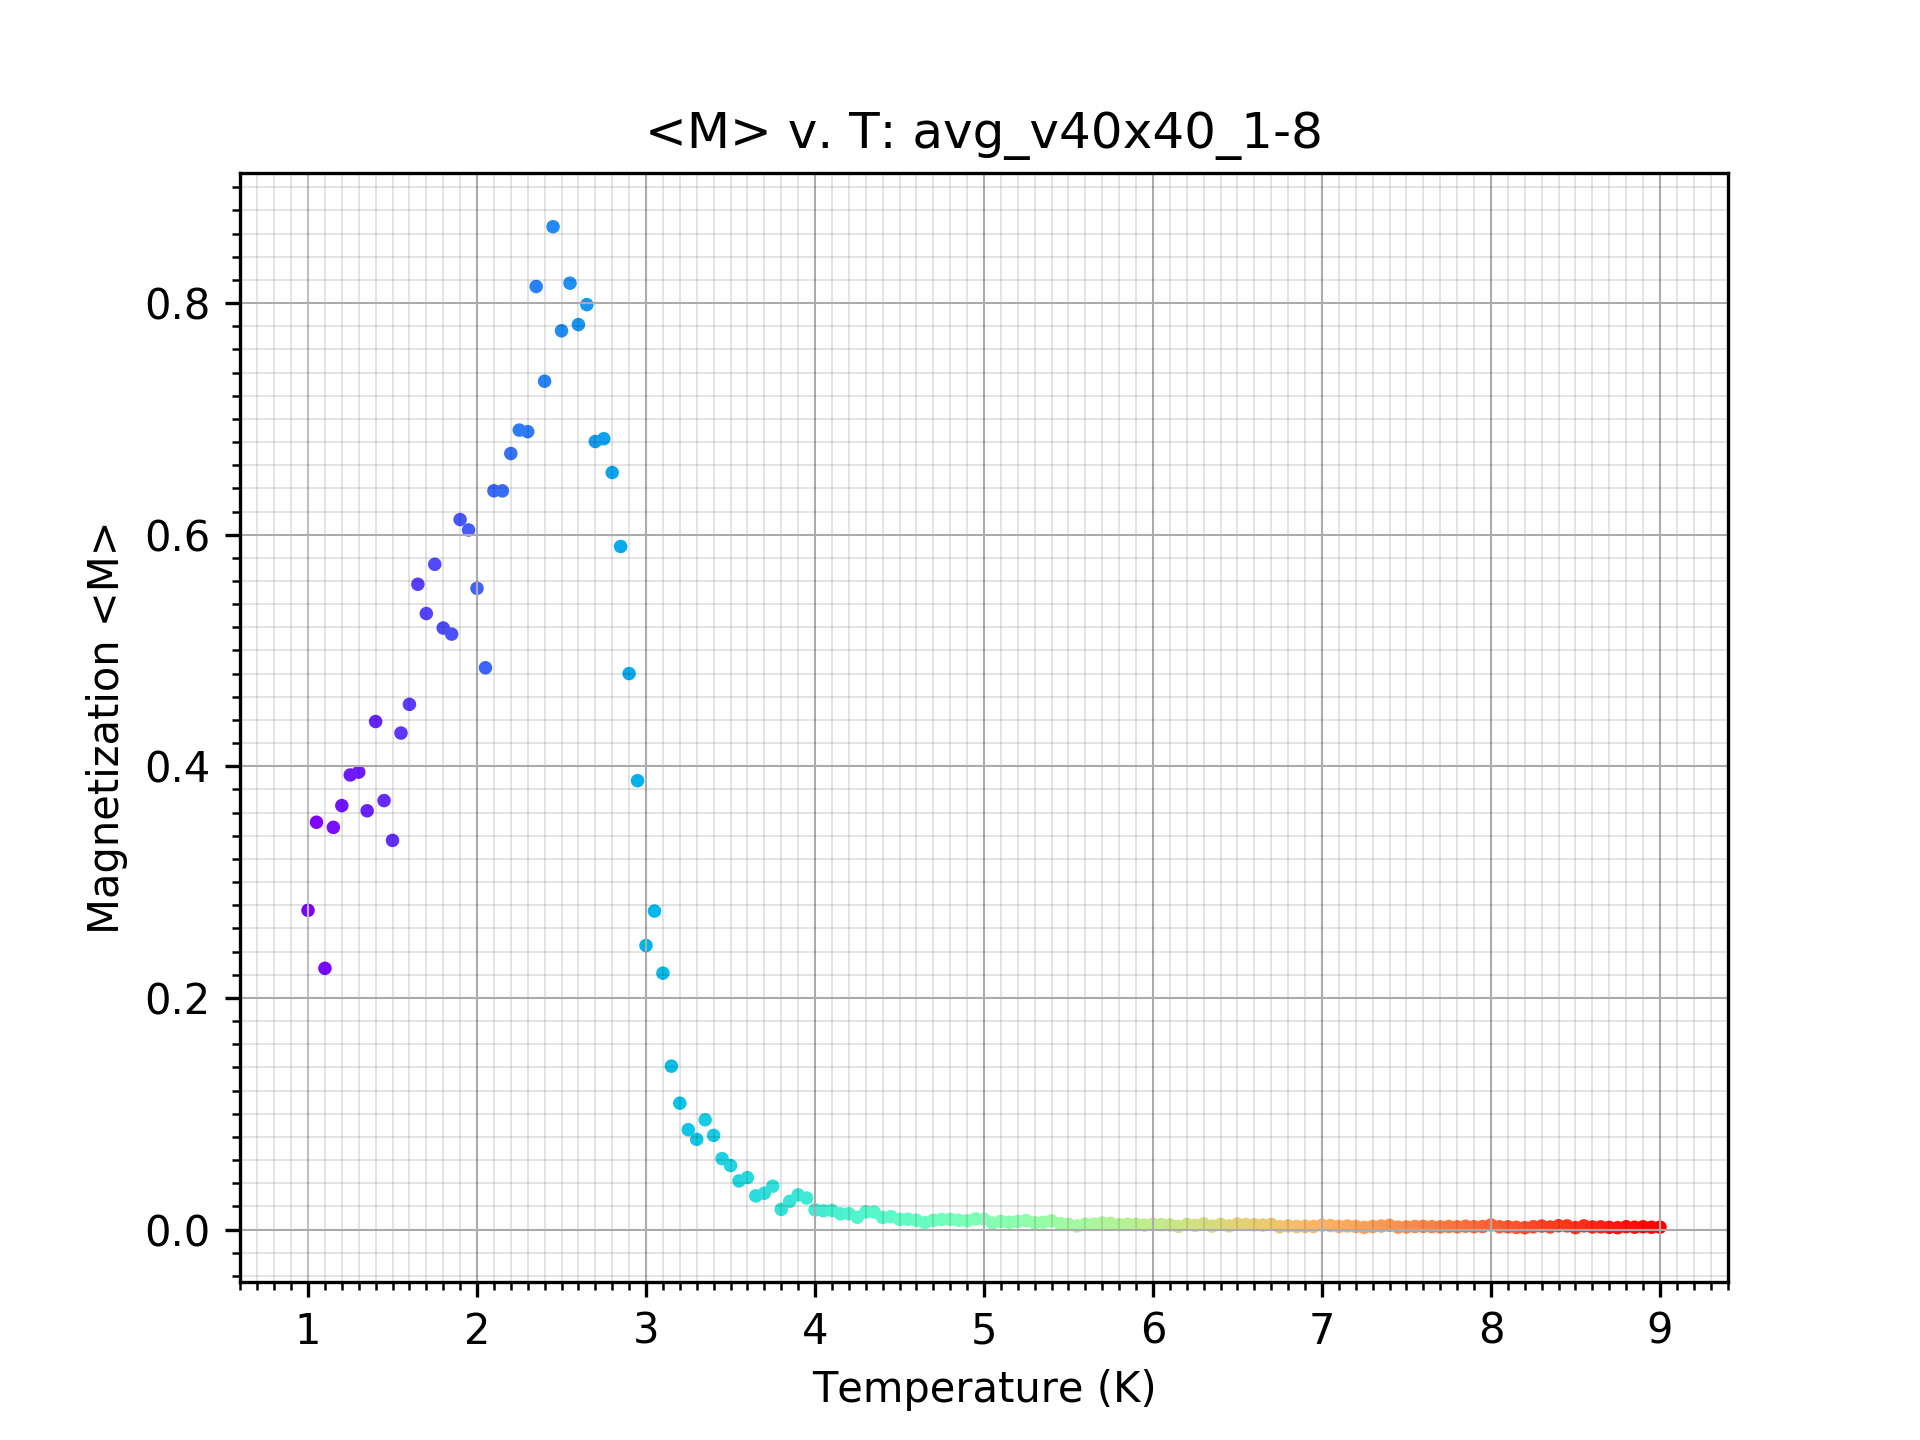 <M> v. T: avg_v40x40_1-8
Magnetization <M>
0.8
0.6
0.4
0.2
0.0
1 2 3 4 5 6 7 8 9
Temperature (K)